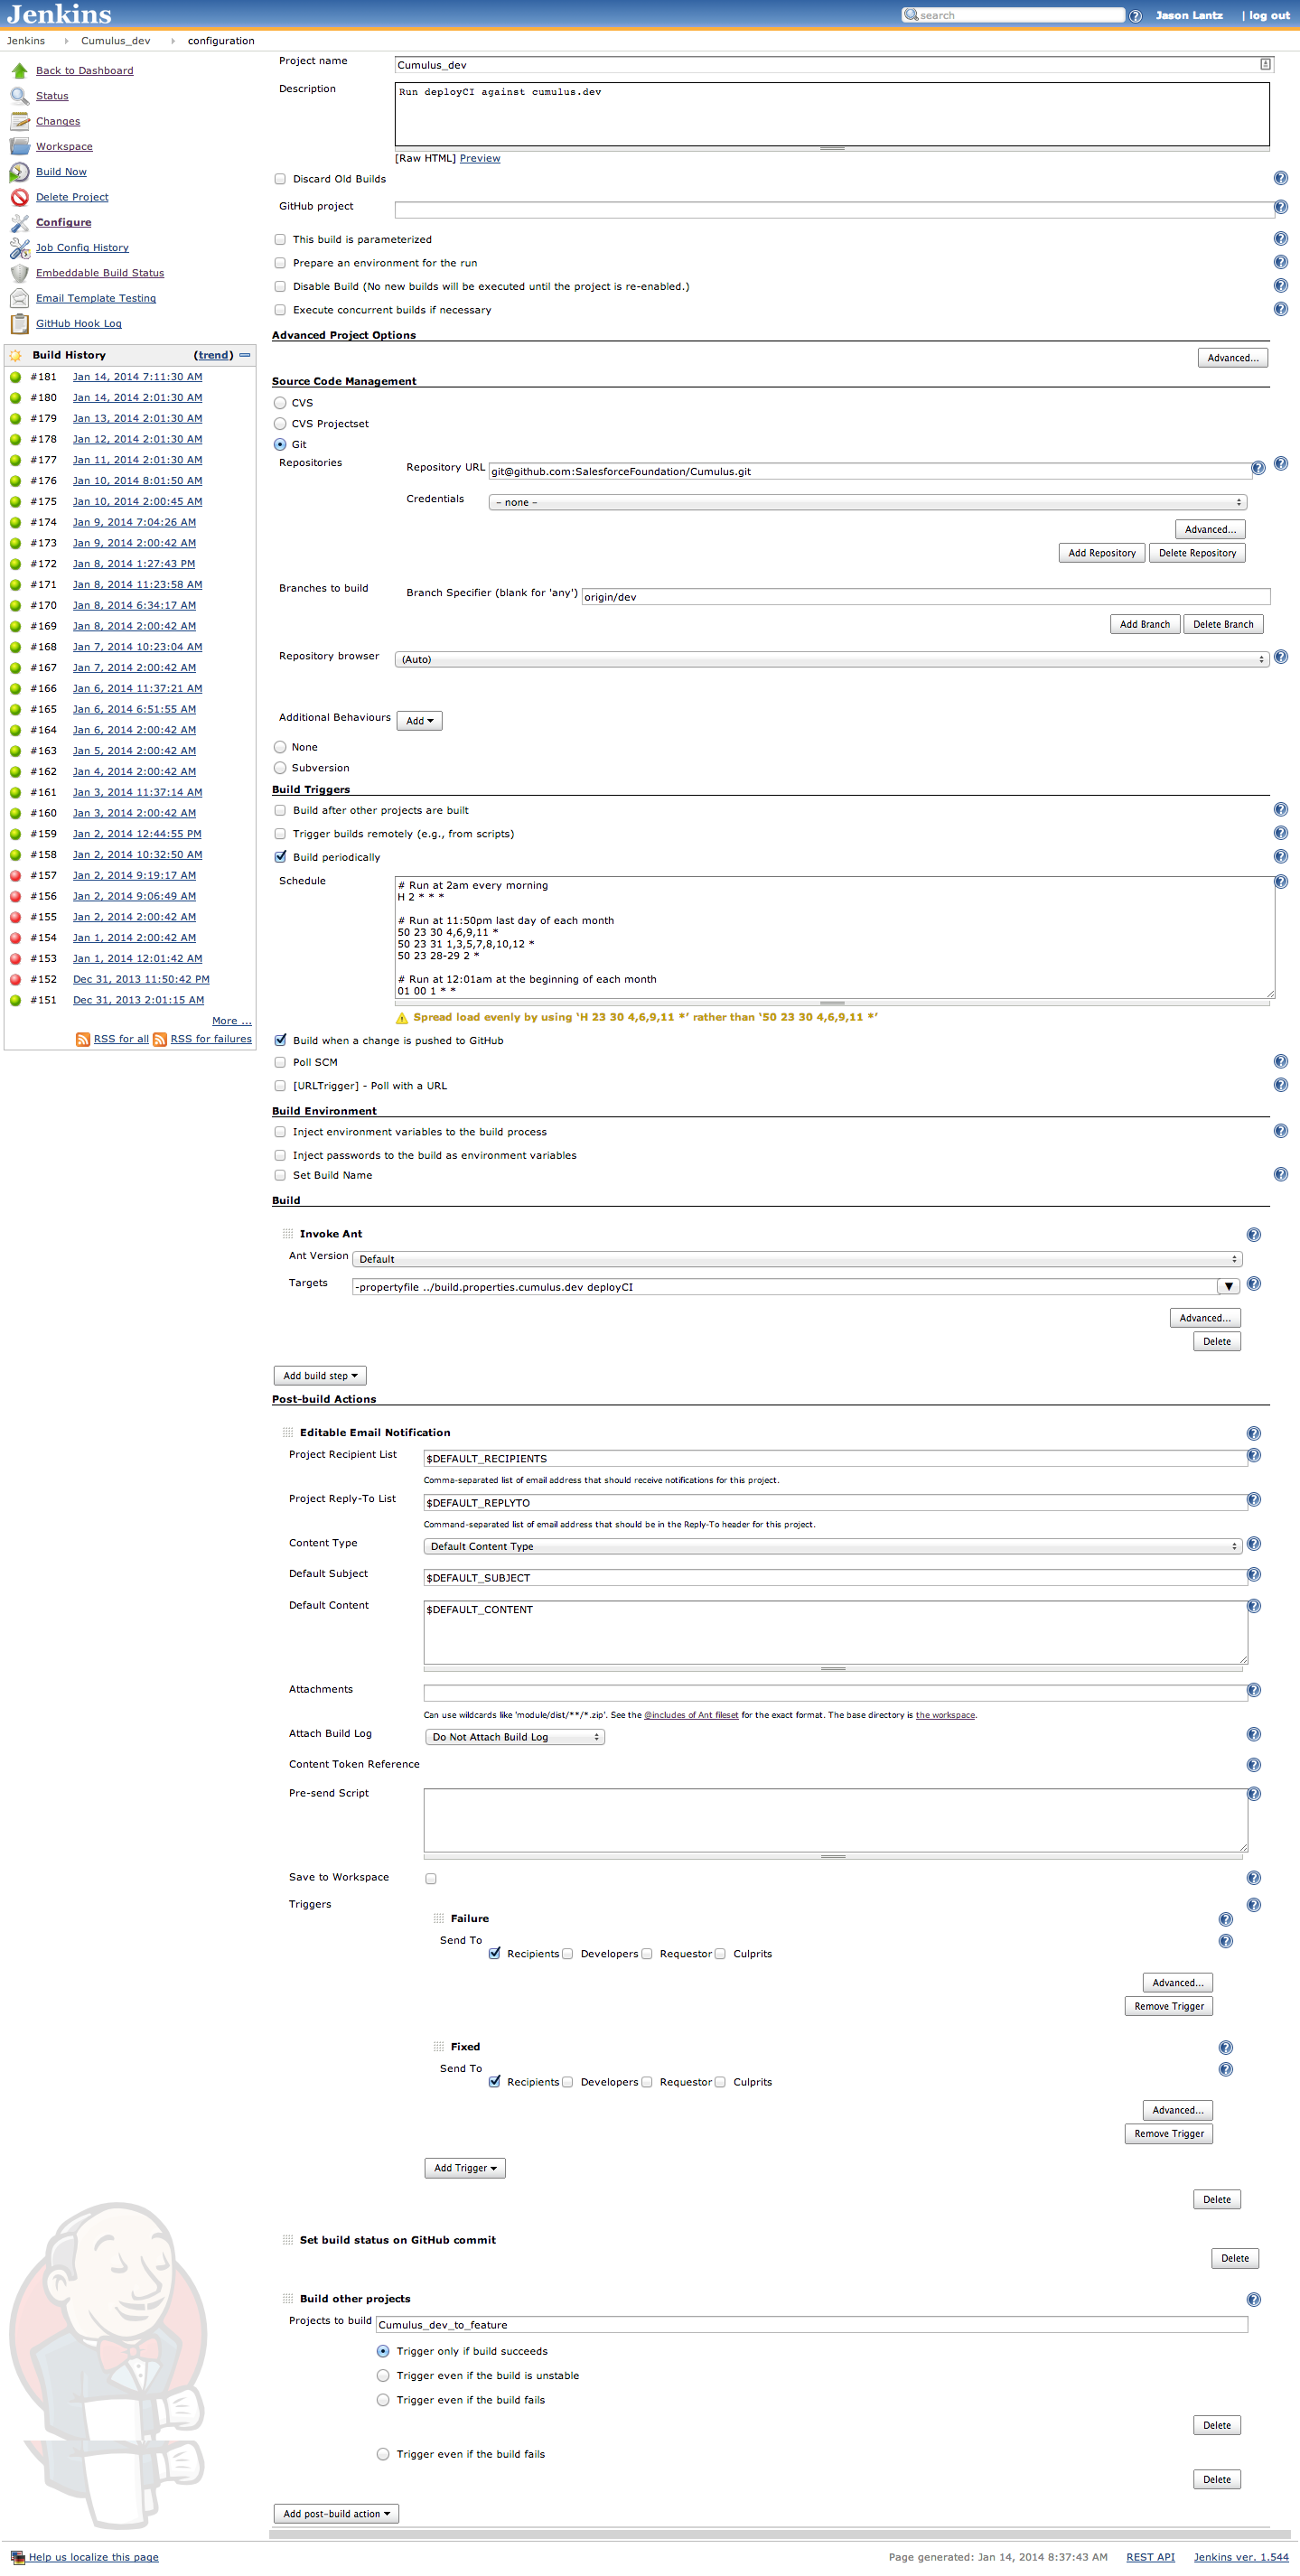 Jenkins
search
Jason Lantz
| log out
Jenkins
Cumulus_dev
configuration
Back to Dashboard
Status
Changes
Workspace
Build Now
Delete Project
Configure
Job Config History
Embeddable Build Status
Email Template Testing
GitHub Hook Log
Build History (trend)
#181 Jan 14, 2014 7:11:30 AM
#180 Jan 14, 2014 2:01:30 AM
#179 Jan 13, 2014 2:01:30 AM
#178 Jan 12, 2014 2:01:30 AM
#177 Jan 11, 2014 2:01:30 AM
#176 Jan 10, 2014 8:01:50 AM
#175 Jan 10, 2014 2:00:45 AM
#174 Jan 9, 2014 7:04:26 AM
#173 Jan 9, 2014 2:00:42 AM
#172 Jan 8, 2014 1:27:43 PM
#171 Jan 8, 2014 11:23:58 AM
#170 Jan 8, 2014 6:34:17 AM
#169 Jan 8, 2014 2:00:42 AM
#168 Jan 7, 2014 10:23:04 AM
#167 Jan 7, 2014 2:00:42 AM
#166 Jan 6, 2014 11:37:21 AM
#165 Jan 6, 2014 6:51:55 AM
#164 Jan 6, 2014 2:00:42 AM
#163 Jan 5, 2014 2:00:42 AM
#162 Jan 4, 2014 2:00:42 AM
#161 Jan 3, 2014 11:37:14 AM
#160 Jan 3, 2014 2:00:42 AM
#159 Jan 2, 2014 12:44:55 PM
#158 Jan 2, 2014 10:32:50 AM
#157 Jan 2, 2014 9:19:17 AM
#156 Jan 2, 2014 9:06:49 AM
#155 Jan 2, 2014 2:00:42 AM
#154 Jan 1, 2014 2:00:42 AM
#153 Jan 1, 2014 12:01:42 AM
#152 Dec 31, 2013 11:50:42 PM
#151 Dec 31, 2013 2:01:15 AM
More ...
RSS for all RSS for failures
Project name Cumulus_dev
Description Run deployCI against cumulus.dev
[Raw HTML] Preview
Discard Old Builds
GitHub project
This build is parameterized
Prepare an environment for the run
Disable Build (No new builds will be executed until the project is re-enabled.)
Execute concurrent builds if necessary
Advanced Project Options
Advanced...
Source Code Management
CVS
CVS Projectset
Git
Repositories Repository URL git@github.com:SalesforceFoundation/Cumulus.git
Credentials - none -
Advanced...
Add Repository Delete Repository
Branches to build Branch Specifier (blank for 'any') origin/dev
Add Branch Delete Branch
Repository browser (Auto)
Additional Behaviours Add
None
Subversion
Build Triggers
Build after other projects are built
Trigger builds remotely (e.g., from scripts)
Build periodically
Schedule # Run at 2am every morning
H 2 * * *
# Run at 11:50pm last day of each month
50 23 30 4,6,9,11 *
50 23 31 1,3,5,7,8,10,12 *
50 23 28-29 2 *
# Run at 12:01am at the beginning of each month
01 00 1 * *
Spread load evenly by using ‘H 23 30 4,6,9,11 *’ rather than ‘50 23 30 4,6,9,11 *’
Build when a change is pushed to GitHub
Poll SCM
[URLTrigger] - Poll with a URL
Build Environment
Inject environment variables to the build process
Inject passwords to the build as environment variables
Set Build Name
Build
Invoke Ant
Ant Version Default
Targets -propertyfile ../build.properties.cumulus.dev deployCI
Advanced...
Delete
Add build step
Post-build Actions
Editable Email Notification
Project Recipient List $DEFAULT_RECIPIENTS
Comma-separated list of email address that should receive notifications for this project.
Project Reply-To List $DEFAULT_REPLYTO
Command-separated list of email address that should be in the Reply-To header for this project.
Content Type Default Content Type
Default Subject $DEFAULT_SUBJECT
Default Content $DEFAULT_CONTENT
Attachments
Can use wildcards like 'module/dist/**/*.zip'. See the @includes of Ant fileset for the exact format. The base directory is the workspace.
Attach Build Log Do Not Attach Build Log
Content Token Reference
Pre-send Script
Save to Workspace
Triggers
Failure
Send To
Recipients Developers Requestor Culprits
Advanced...
Remove Trigger
Fixed
Send To
Recipients Developers Requestor Culprits
Advanced...
Remove Trigger
Add Trigger
Delete
Set build status on GitHub commit
Delete
Build other projects
Projects to build Cumulus_dev_to_feature
Trigger only if build succeeds
Trigger even if the build is unstable
Trigger even if the build fails
Delete
Trigger even if the build fails
Delete
Add post-build action
Help us localize this page
Page generated: Jan 14, 2014 8:37:43 AM REST API Jenkins ver. 1.544